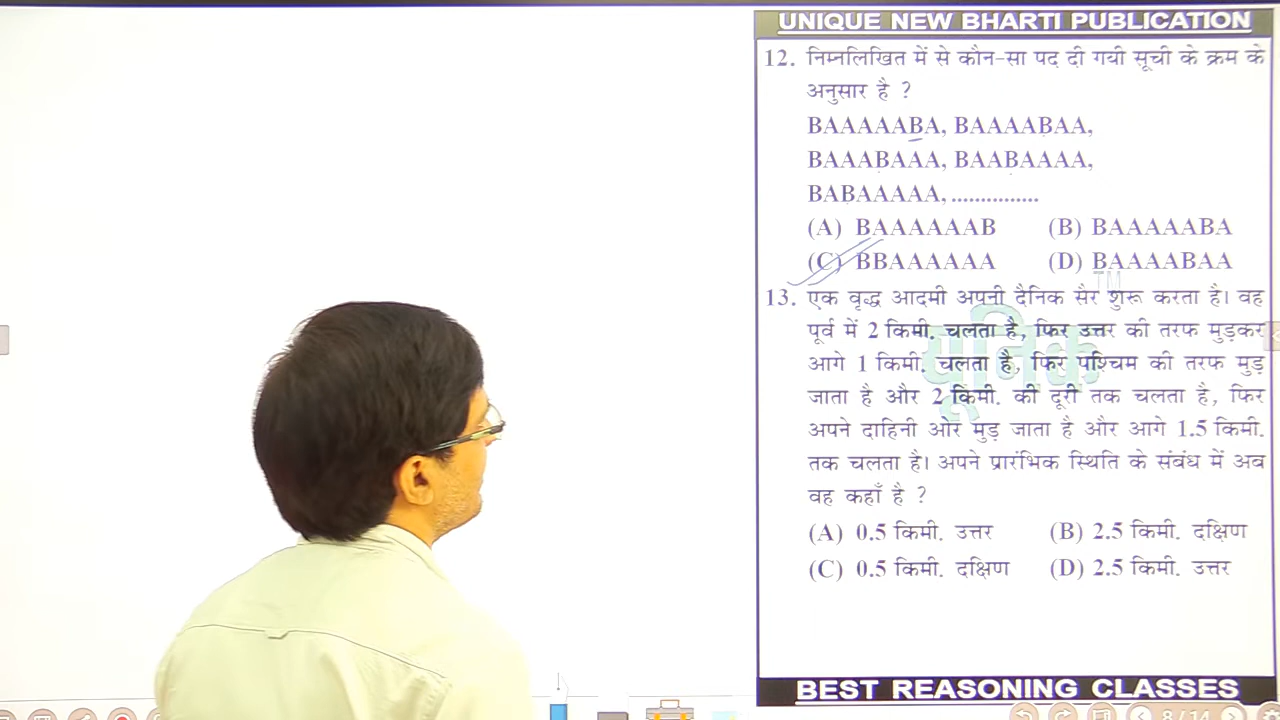 UNIQUE NEW BHARTI PUBLICATION
12. निम्नलिखित में से कौन-सा पद दी गयी सूची के क्रम के
अनुसार है ?
BAAAAABA, BAAAABAA,
BAAABAAA, BAABAAAA,
BABAAAAA, ...............
(A) BAAAAAAB (B) BAAAAABA
(C) BBAAAAAA (D) BAAAABAA
13. एक वृद्ध आदमी अपनी दैनिक सैर शुरू करता है। वह
पूर्व में 2 किमी. चलता है, फिर उत्तर की तरफ मुड़कर
आगे 1 किमी. चलता है, फिर पश्चिम की तरफ मुड़
जाता है और 2 किमी. की दूरी तक चलता है, फिर
अपने दाहिनी ओर मुड़ जाता है और आगे 1.5 किमी.
तक चलता है। अपने प्रारंभिक स्थिति के संबंध में अब
वह कहाँ है ?
(A) 0.5 किमी. उत्तर (B) 2.5 किमी. दक्षिण
(C) 0.5 किमी. दक्षिण (D) 2.5 किमी. उत्तर
यूनिक
TM
BEST REASONING CLASSES
8 / 14